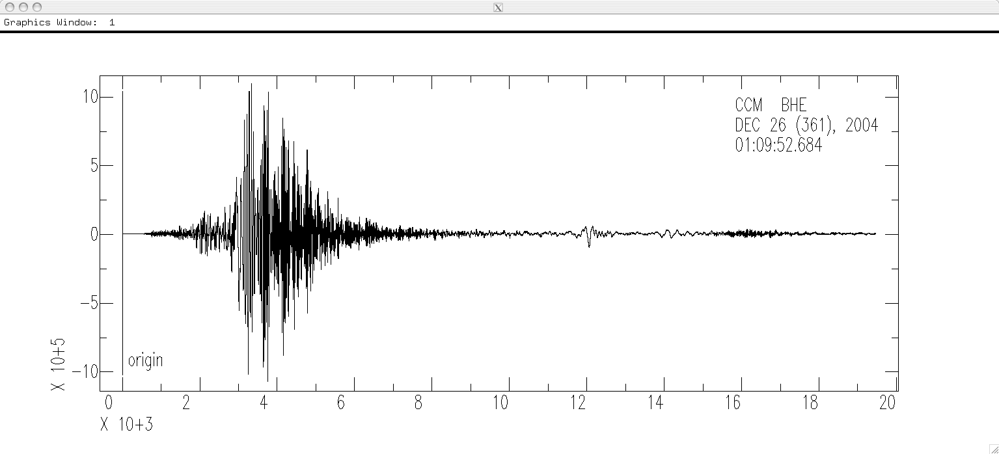 X
Graphics Window: 1
CCM BHE
DEC 26 (361), 2004
01:09:52.684
10
5
0
-5
-10
X 10+5
origin
0 2 4 6 8 10 12 14 16 18 20
X 10+3